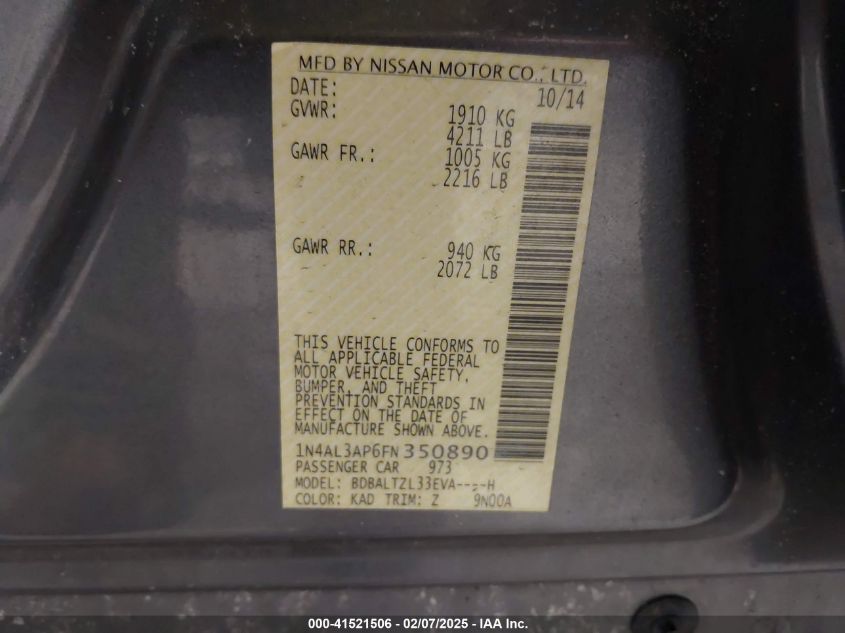 MFD BY NISSAN MOTOR CO., LTD.
DATE: 10/14
GVWR: 1910 KG
4211 LB
GAWR FR.: 1005 KG
2216 LB
GAWR RR.: 940 KG
2072 LB
THIS VEHICLE CONFORMS TO
ALL APPLICABLE FEDERAL
MOTOR VEHICLE SAFETY,
BUMPER, AND THEFT
PREVENTION STANDARDS IN
EFFECT ON THE DATE OF
MANUFACTURE SHOWN ABOVE.
1N4AL3AP6FN350890
PASSENGER CAR 973
MODEL: BDBALTZL33EVA----H
COLOR: KAD TRIM: Z 9N00A
000-41521506 - 02/07/2025 - IAA Inc.